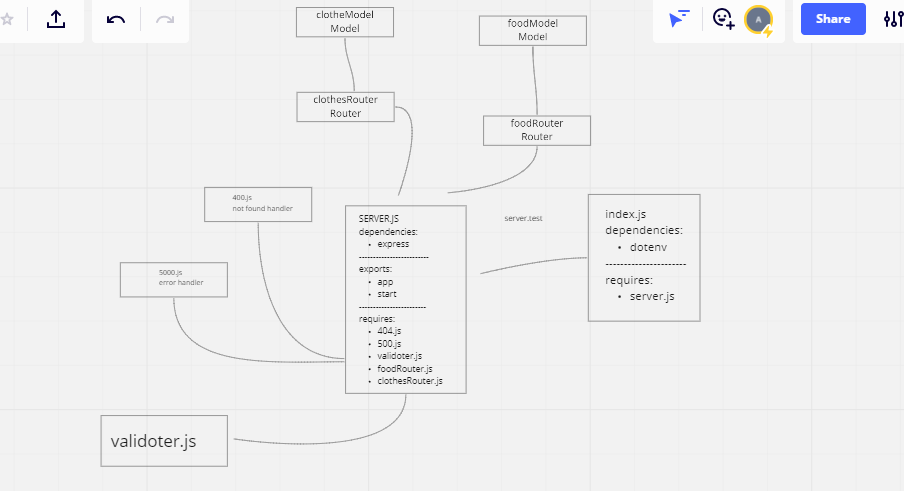 clotheModel
Model
foodModel
Model
A
Share
clothesRouter
Router
foodRouter
Router
400.js
not found handler
SERVER.JS
dependencies:
• express
-------------------------
exports:
• app
• start
------------------------
requires:
• 404.js
• 500.js
• validoter.js
• foodRouter.js
• clothesRouter.js
server.test
index.js
dependencies:
• dotenv
---------------------
requires:
• server.js
5000.js
error handler
validoter.js